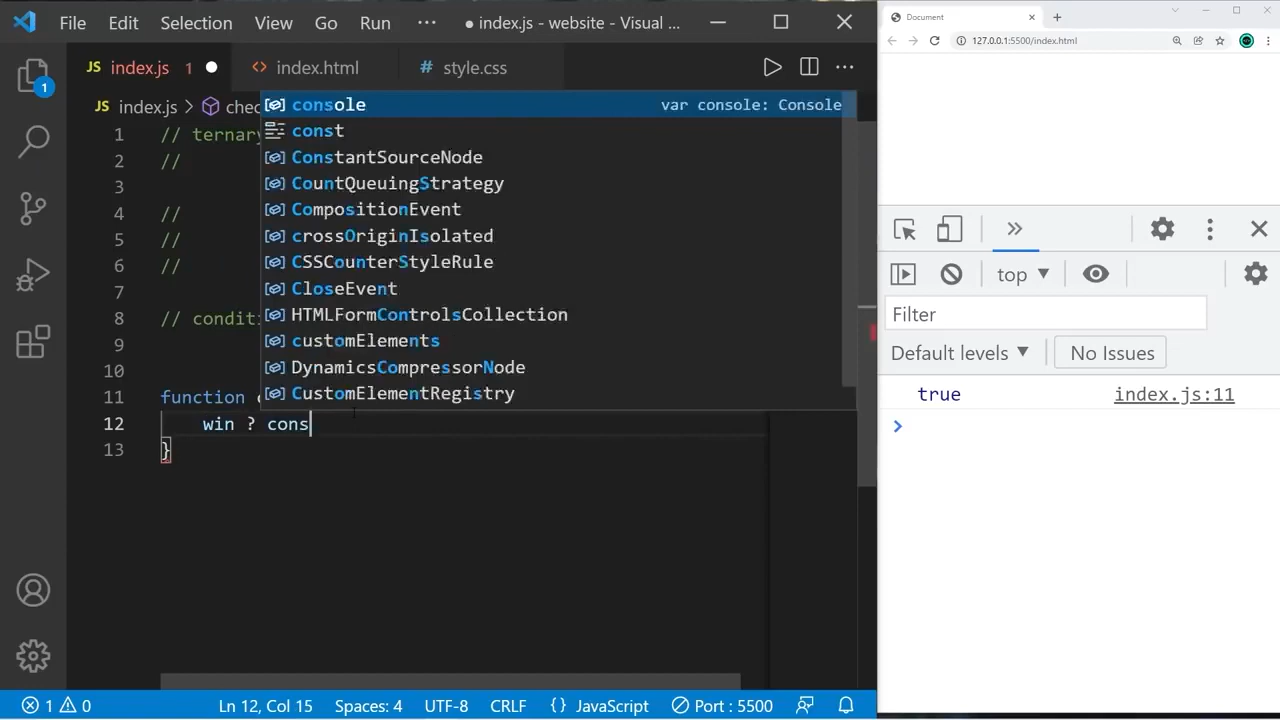 File Edit Selection View Go Run ··· ● index.js - website - Visual ...
JS index.js 1 ● <> index.html # style.css
JS index.js > chec
1 // ternary
2 //
3
4 //
5 //
6 //
7
8 // conditi
9
10
11 function c
12 win ? cons
13 }
console var console: Console
const
ConstantSourceNode
CountQueuingStrategy
CompositionEvent
crossOriginIsolated
CSSCounterStyleRule
CloseEvent
HTMLFormControlsCollection
customElements
DynamicsCompressorNode
CustomElementRegistry
1
1 0 Ln 12, Col 15 Spaces: 4 UTF-8 CRLF {} JavaScript Port : 5500
Document
127.0.0.1:5500/index.html
top ▼
Filter
Default levels ▼ No Issues
true index.js:11
>